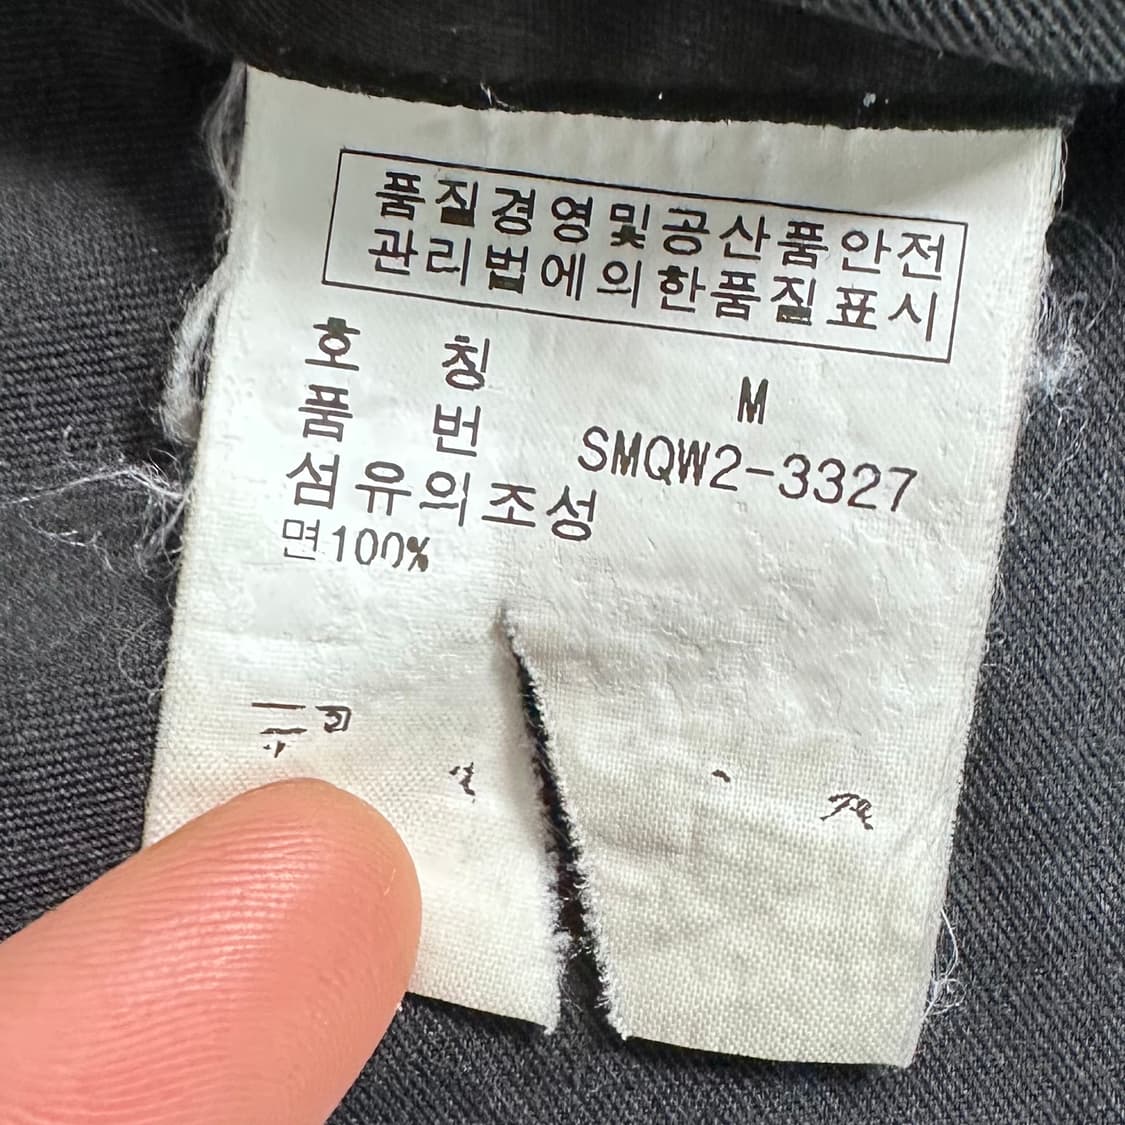 품질경영및공산품안전
관리법에의한품질표시
호 칭 M
품 번 SMQW2-3327
섬유의조성
면100%